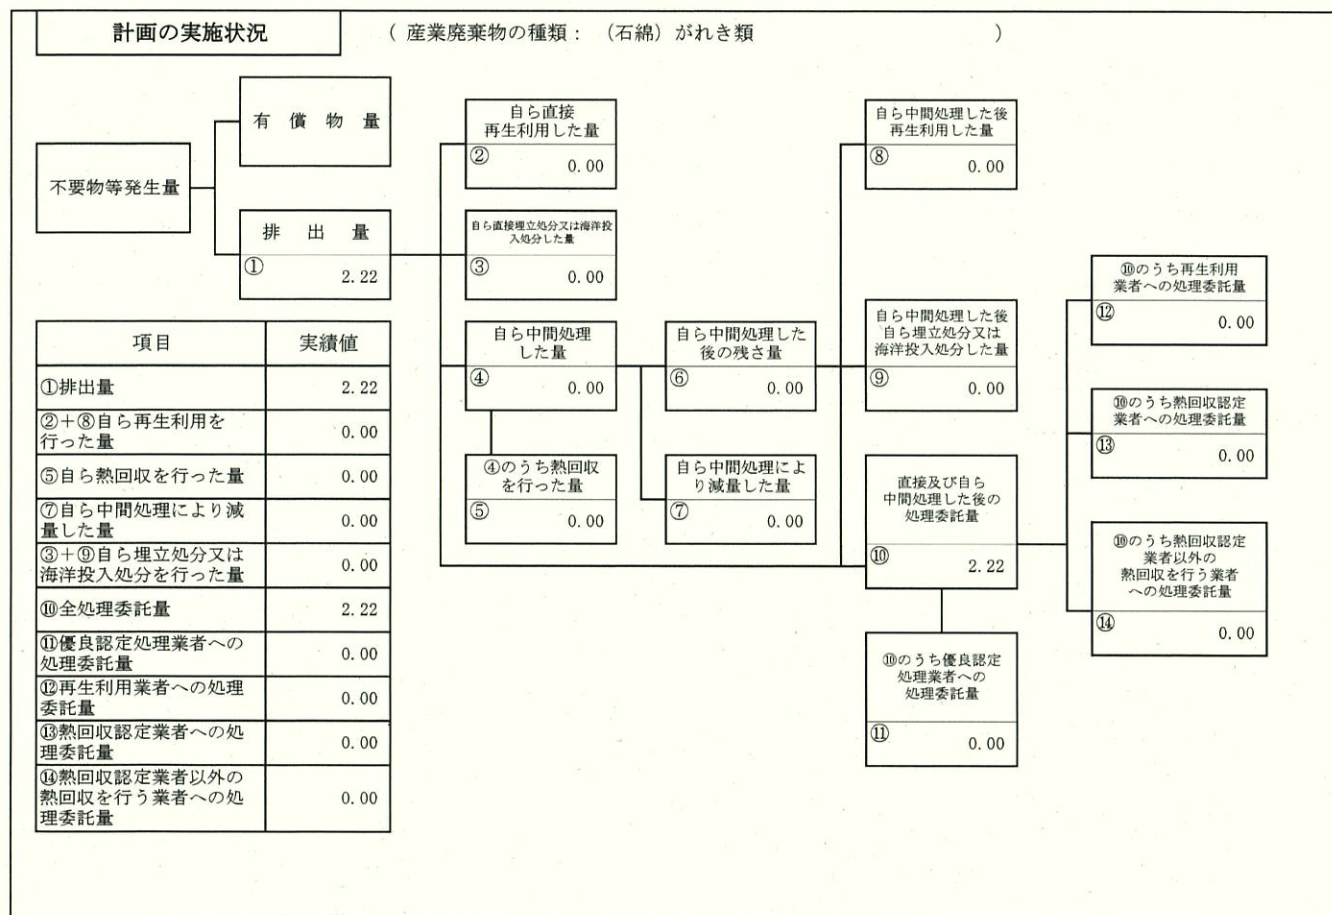 計画の実施状況
( 産業廃棄物の種類： （石綿）がれき類 )
有 償 物 量
不要物等発生量
排 出 量
① 2.22
自ら直接
再生利用した量
② 0.00
自ら直接埋立処分又は海洋投
入処分した量
③ 0.00
自ら中間処理
した量
④ 0.00
④のうち熱回収
を行った量
⑤ 0.00
自ら中間処理した
後の残さ量
⑥ 0.00
自ら中間処理によ
り減量した量
⑦ 0.00
自ら中間処理した後
再生利用した量
⑧ 0.00
自ら中間処理した後
自ら埋立処分又は
海洋投入処分した量
⑨ 0.00
直接及び自ら
中間処理した後の
処理委託量
⑩ 2.22
⑩のうち優良認定
処理業者への
処理委託量
⑪ 0.00
⑩のうち再生利用
業者への処理委託量
⑫ 0.00
⑩のうち熱回収認定
業者への処理委託量
⑬ 0.00
⑩のうち熱回収認定
業者以外の
熱回収を行う業者
への処理委託量
⑭ 0.00
項目 実績値
①排出量 2.22
②＋⑧自ら再生利用を
行った量 0.00
⑤自ら熱回収を行った量 0.00
⑦自ら中間処理により減
量した量 0.00
③＋⑨自ら埋立処分又は
海洋投入処分を行った量 0.00
⑩全処理委託量 2.22
⑪優良認定処理業者への
処理委託量 0.00
⑫再生利用業者への処理
委託量 0.00
⑬熱回収認定業者への処
理委託量 0.00
⑭熱回収認定業者以外の
熱回収を行う業者への処
理委託量 0.00